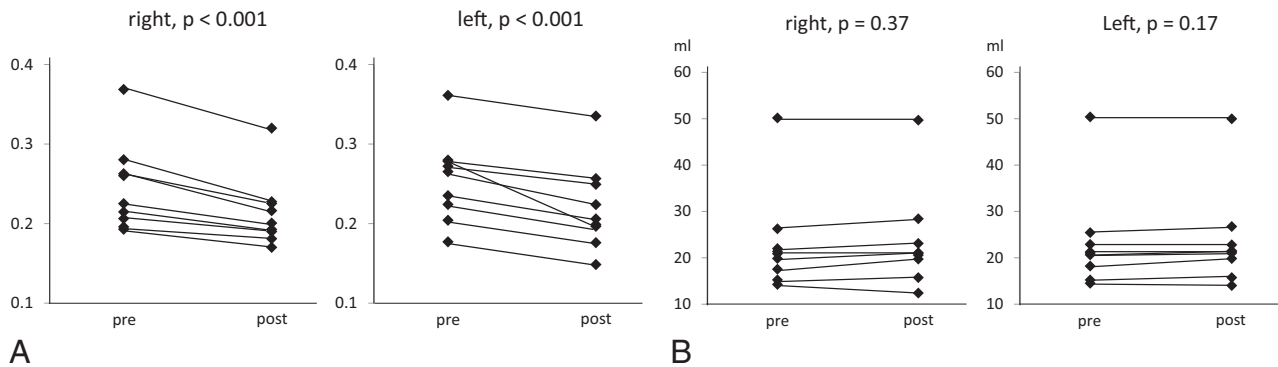 right, p < 0.001
left, p < 0.001
0.4
0.3
0.2
0.1
pre
post
0.4
0.3
0.2
0.1
pre
post
A
right, p = 0.37
Left, p = 0.17
ml
60
50
40
30
20
10
pre
post
ml
60
50
40
30
20
10
pre
post
B